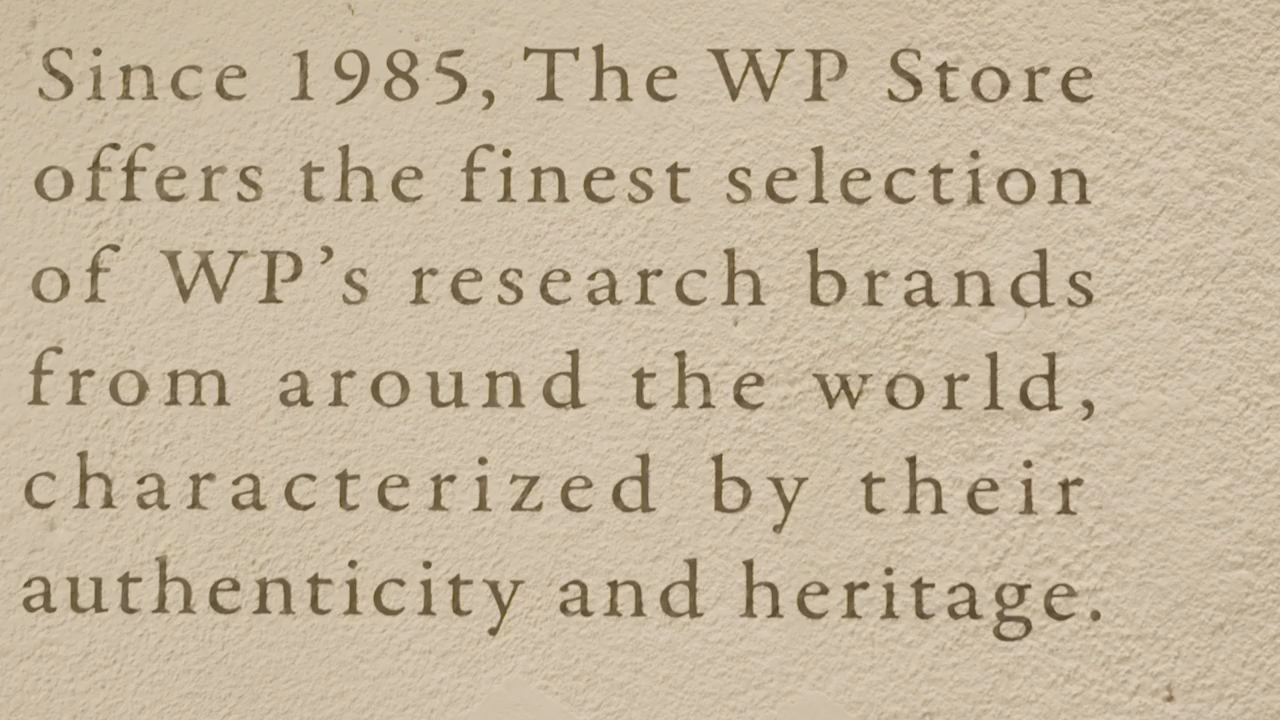 Since 1985, The WP Store
offers the finest selection
of WP’s research brands
from around the world,
characterized by their
authenticity and heritage.